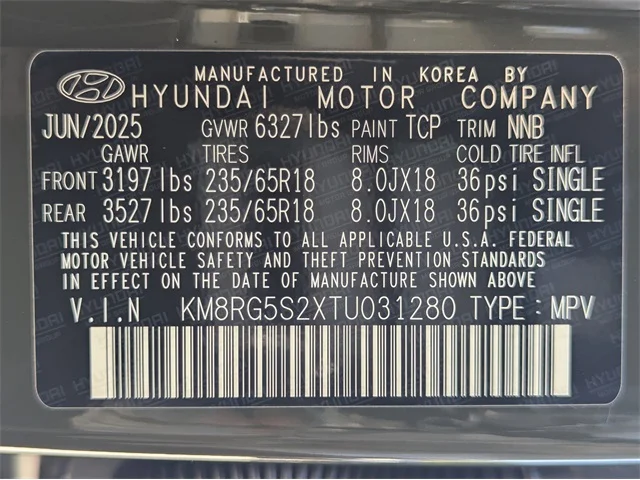 MANUFACTURED IN KOREA BY
HYUNDAI MOTOR COMPANY
JUN/2025 GVWR 6327lbs PAINT TCP TRIM NNB
GAWR TIRES RIMS COLD TIRE INFL
FRONT 3197lbs 235/65R18 8.0JX18 36psi SINGLE
REAR 3527lbs 235/65R18 8.0JX18 36psi SINGLE
THIS VEHICLE CONFORMS TO ALL APPLICABLE U.S.A. FEDERAL
MOTOR VEHICLE SAFETY AND THEFT PREVENTION STANDARDS
IN EFFECT ON THE DATE OF MANUFACTURE SHOWN ABOVE.
V.I.N KM8RG5S2XTU031280 TYPE: MPV